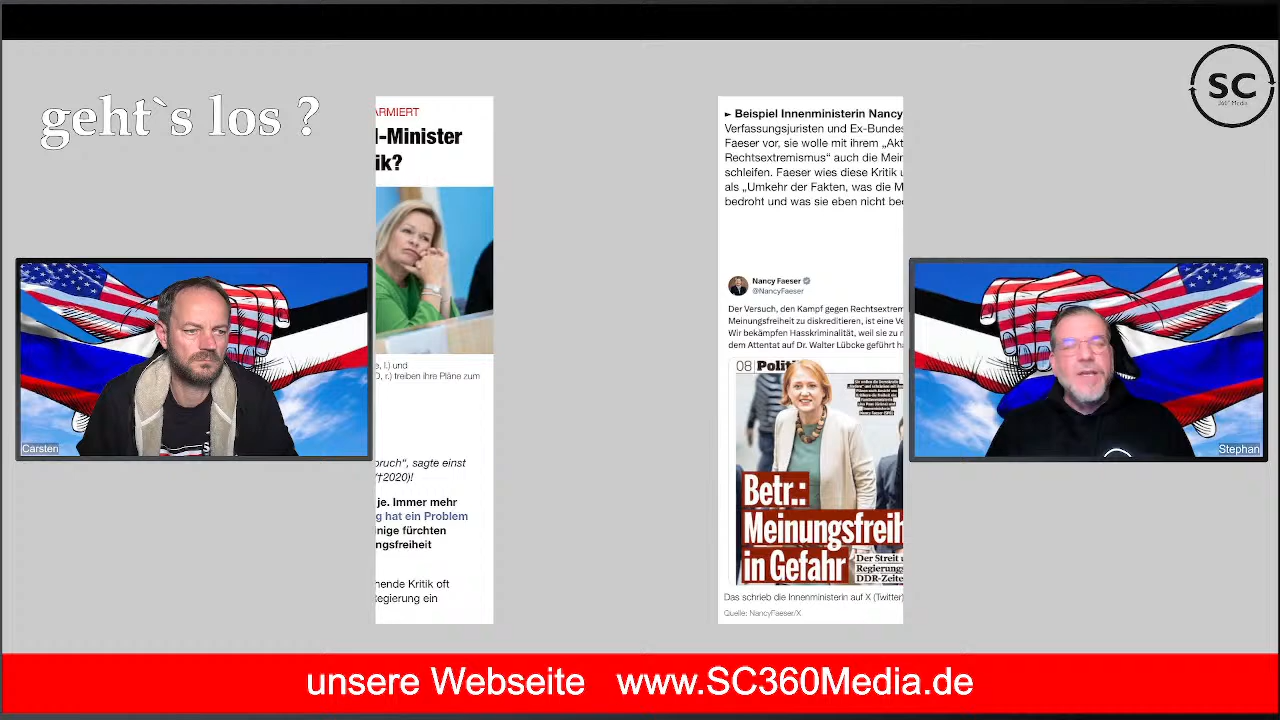 geht`s los ?
SC
360° Media
ARMIERT
-Minister
ik?
e, l.) und
D, r.) treiben ihre Pläne zum
oruch“, sagte einst
(†2020)!
je. Immer mehr
g hat ein Problem
inige fürchten
ngsfreiheit
hende Kritik oft
egierung ein
► Beispiel Innenministerin Nancy
Verfassungsjuristen und Ex-Bundes
Faeser vor, sie wolle mit ihrem „Akt
Rechtsextremismus“ auch die Mein
schleifen. Faeser wies diese Kritik u
als „Umkehr der Fakten, was die M
bedroht und was sie eben nicht bed
Nancy Faeser
@NancyFaeser
Der Versuch, den Kampf gegen Rechtsextrem
Meinungsfreiheit zu diskreditieren, ist eine Ve
Wir bekämpfen Hasskriminalität, weil sie zu r
dem Attentat auf Dr. Walter Lübcke geführt ha
08 Politi
Betr.:
Meinungsfreih
in Gefahr
Der Streit u
Regierungs
DDR-Zeite
Das schrieb die Innenministerin auf X (Twitter)
Quelle: NancyFaeser/X
Carsten
Stephan
unsere Webseite www.SC360Media.de